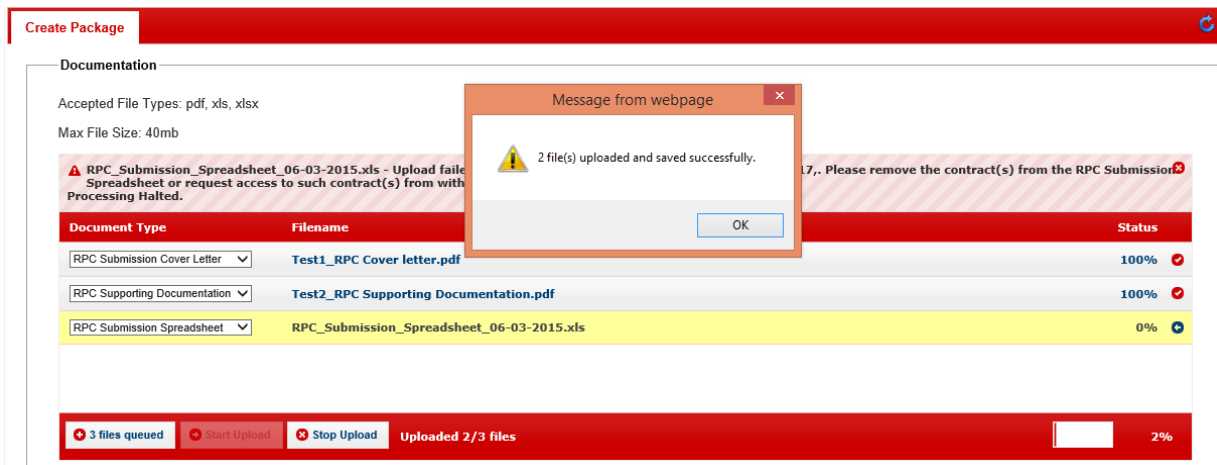 Create Package
Documentation
Accepted File Types: pdf, xls, xlsx
Max File Size: 40mb
Message from webpage
2 file(s) uploaded and saved successfully.
OK
RPC_Submission_Spreadsheet_06-03-2015.xls - Upload faile 17,. Please remove the contract(s) from the RPC Submission
Spreadsheet or request access to such contract(s) from with
Processing Halted.
Document Type Filename Status
RPC Submission Cover Letter Test1_RPC Cover letter.pdf 100%
RPC Supporting Documentation Test2_RPC Supporting Documentation.pdf 100%
RPC Submission Spreadsheet RPC_Submission_Spreadsheet_06-03-2015.xls 0%
3 files queued Start Upload Stop Upload Uploaded 2/3 files 2%